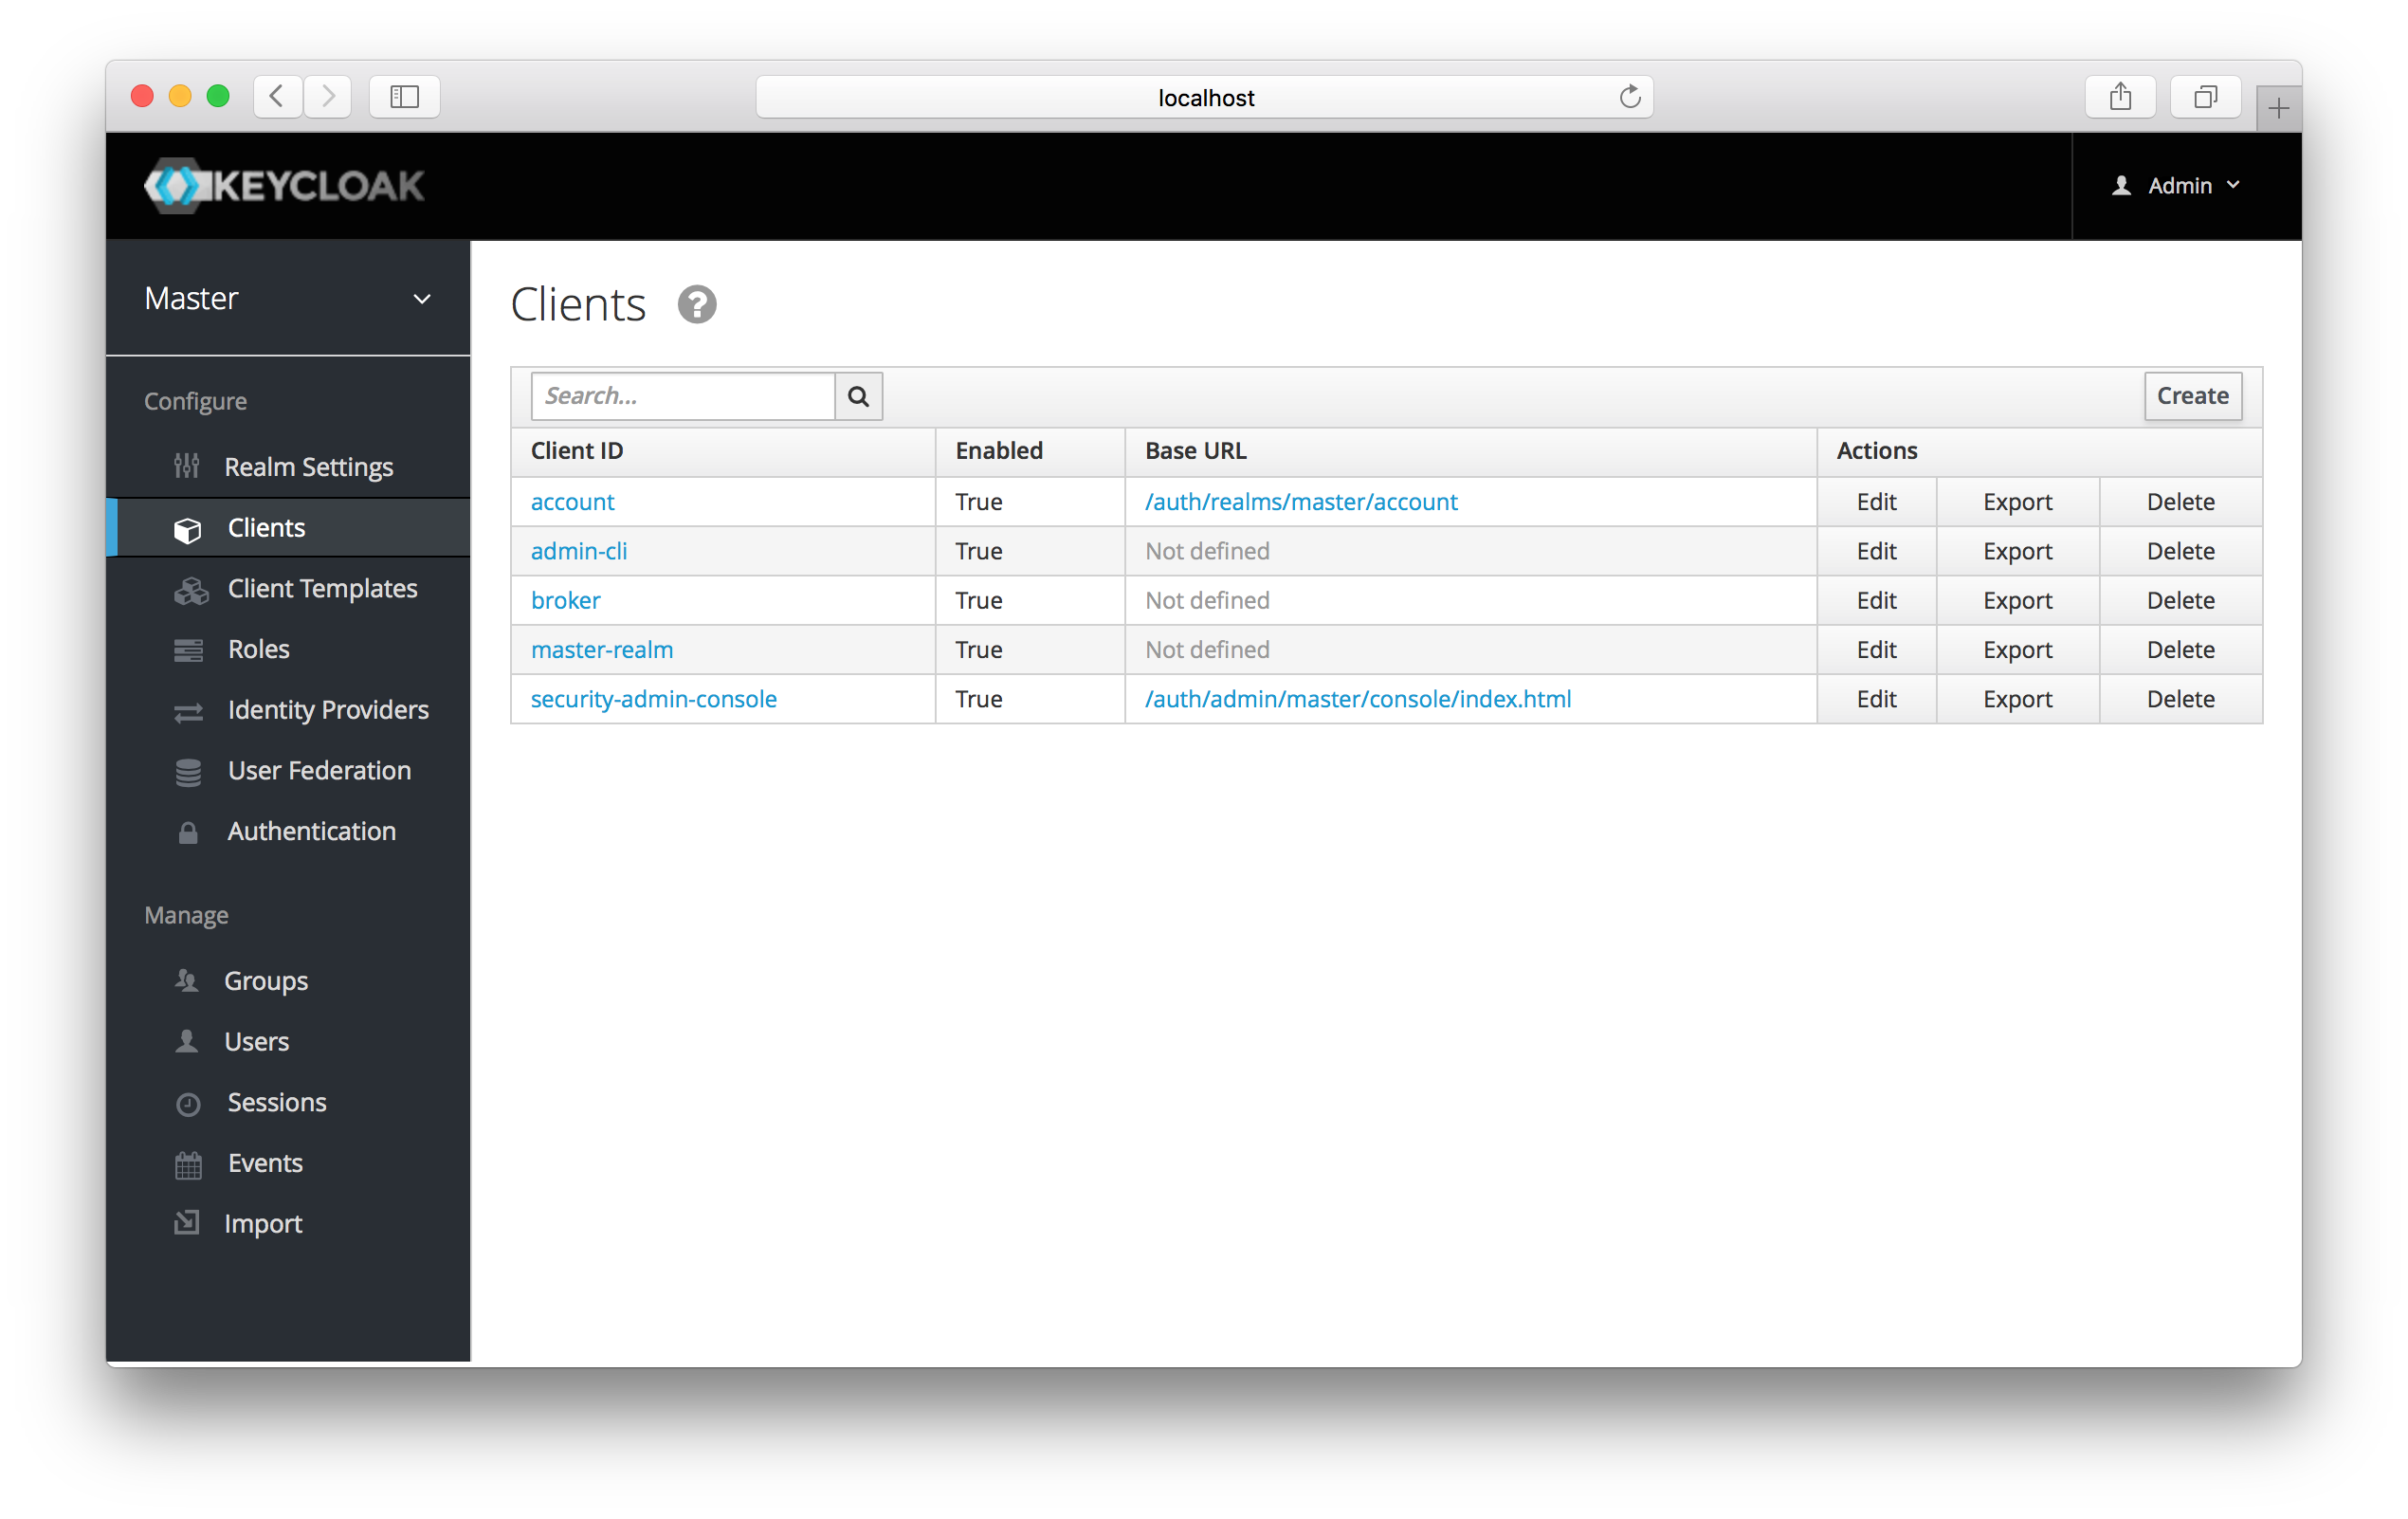 localhost
KEYCLOAK
Admin
Master
Configure
Realm Settings
Clients
Client Templates
Roles
Identity Providers
User Federation
Authentication
Manage
Groups
Users
Sessions
Events
Import
Clients ?
Search...
Create
Client ID Enabled Base URL Actions
account True /auth/realms/master/account Edit Export Delete
admin-cli True Not defined Edit Export Delete
broker True Not defined Edit Export Delete
master-realm True Not defined Edit Export Delete
security-admin-console True /auth/admin/master/console/index.html Edit Export Delete